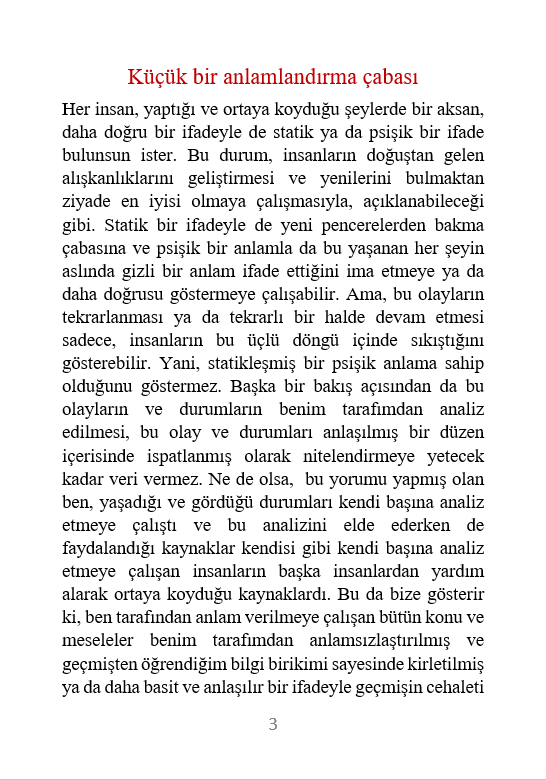 Küçük bir anlamlandırma çabası
Her insan, yaptığı ve ortaya koyduğu şeylerde bir aksan,
daha doğru bir ifadeyle de statik ya da psişik bir ifade
bulunsun ister. Bu durum, insanların doğuştan gelen
alışkanlıklarını geliştirmesi ve yenilerini bulmaktan
ziyade en iyisi olmaya çalışmasıyla, açıklanabileceği
gibi. Statik bir ifadeyle de yeni pencerelerden bakma
çabasına ve psişik bir anlamla da bu yaşanan her şeyin
aslında gizli bir anlam ifade ettiğini ima etmeye ya da
daha doğrusu göstermeye çalışabilir. Ama, bu olayların
tekrarlanması ya da tekrarlı bir halde devam etmesi
sadece, insanların bu üçlü döngü içinde sıkıştığını
gösterebilir. Yani, statikleşmiş bir psişik anlama sahip
olduğunu göstermez. Başka bir bakış açısından da bu
olayların ve durumların benim tarafımdan analiz
edilmesi, bu olay ve durumları anlaşılmış bir düzen
içerisinde ispatlanmış olarak nitelendirmeye yetecek
kadar veri vermez. Ne de olsa,  bu yorumu yapmış olan
ben, yaşadığı ve gördüğü durumları kendi başına analiz
etmeye çalıştı ve bu analizini elde ederken de
faydalandığı kaynaklar kendisi gibi kendi başına analiz
etmeye çalışan insanların başka insanlardan yardım
alarak ortaya koyduğu kaynaklardı. Bu da bize gösterir
ki, ben tarafından anlam verilmeye çalışan bütün konu ve
meseleler benim tarafımdan anlamsızlaştırılmış ve
geçmişten öğrendiğim bilgi birikimi sayesinde kirletilmiş
ya da daha basit ve anlaşılır bir ifadeyle geçmişin cehaleti
3